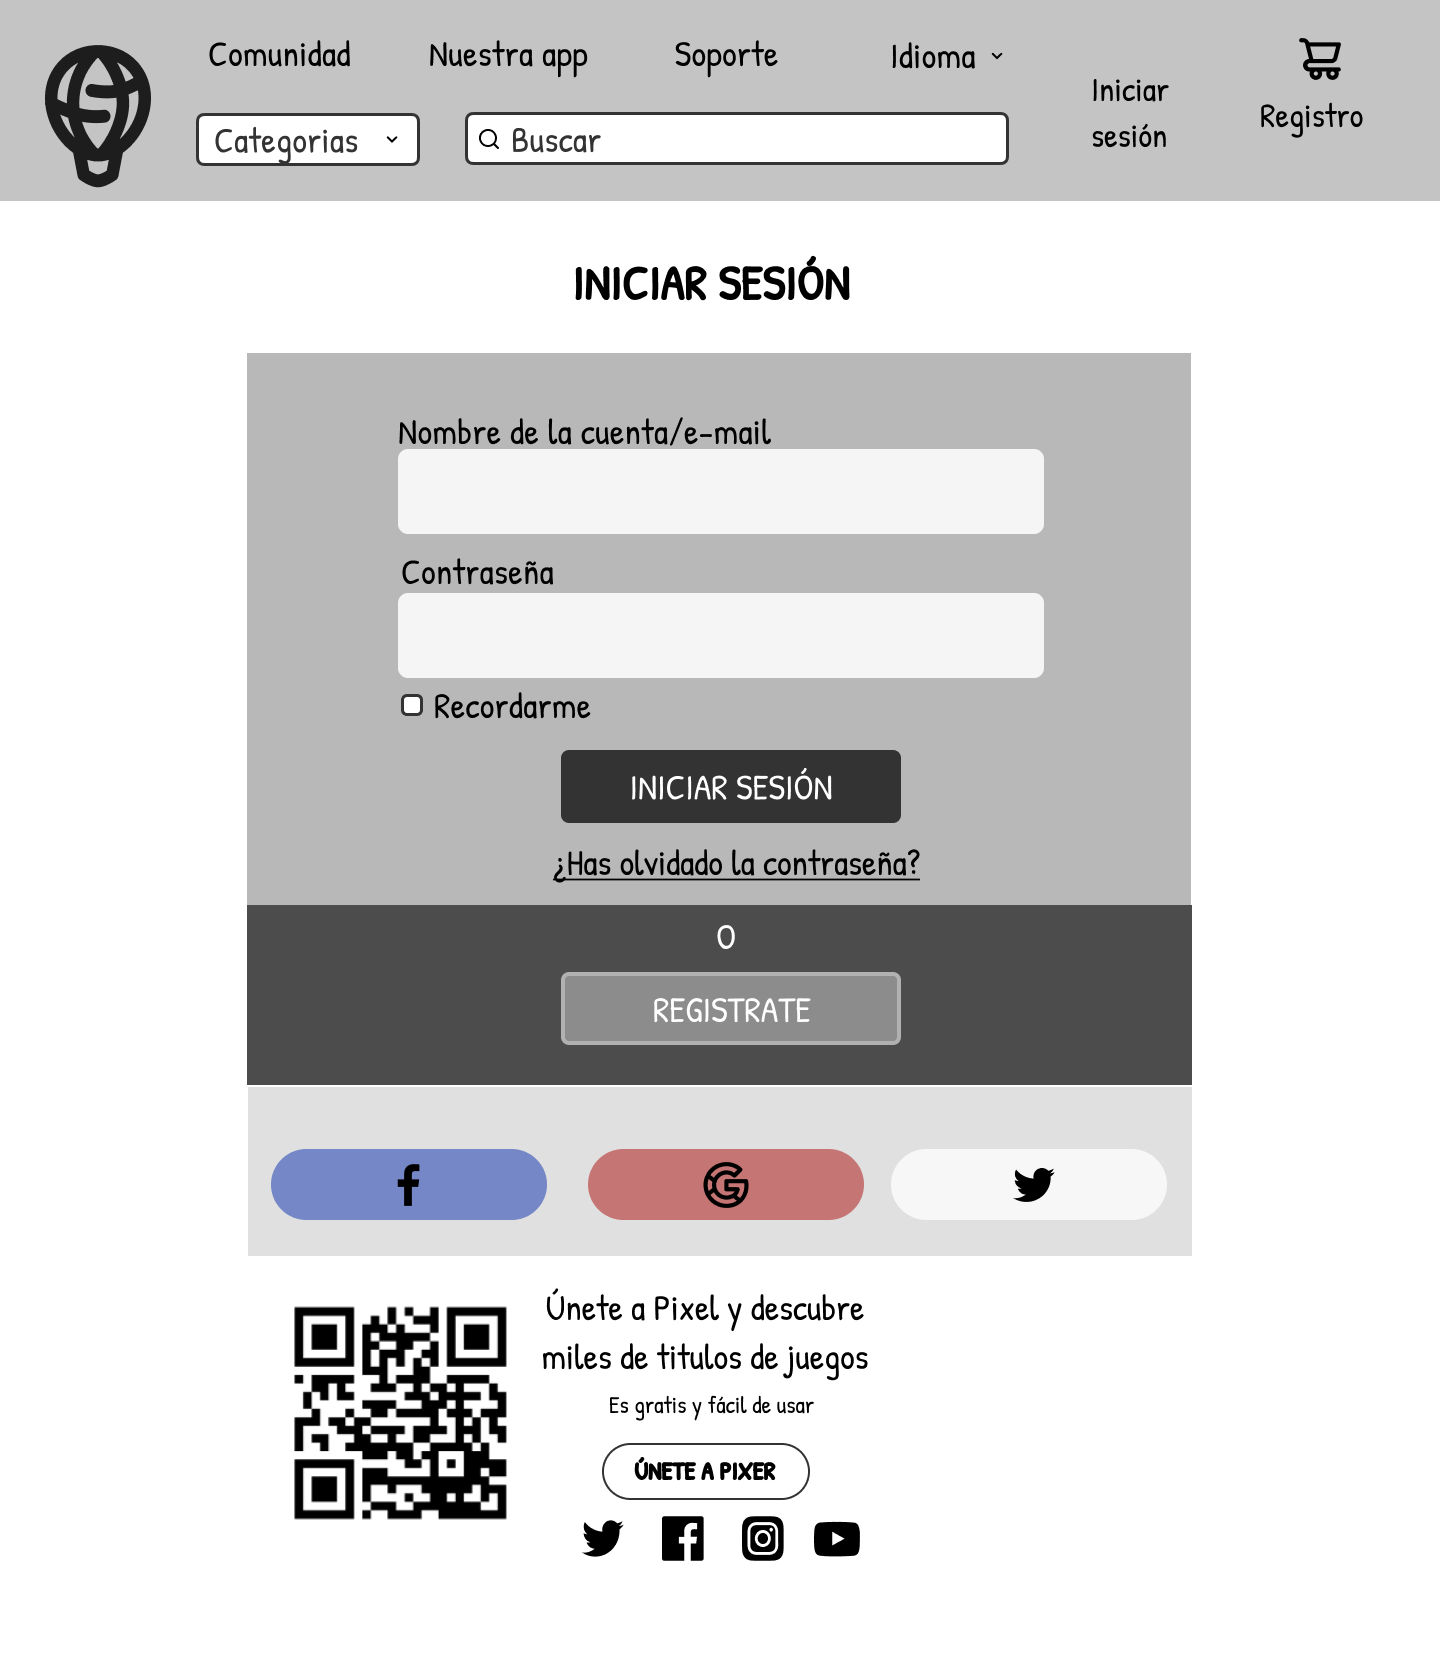 Comunidad
Nuestra app
Soporte
Idioma
Iniciar
sesión
Registro
Categorias
Buscar
INICIAR SESIÓN
Nombre de la cuenta/e-mail
Contraseña
Recordarme
INICIAR SESIÓN
¿Has olvidado la contraseña?
O
REGISTRATE
Únete a Pixel y descubre
miles de titulos de juegos
Es gratis y fácil de usar
ÚNETE A PIXER